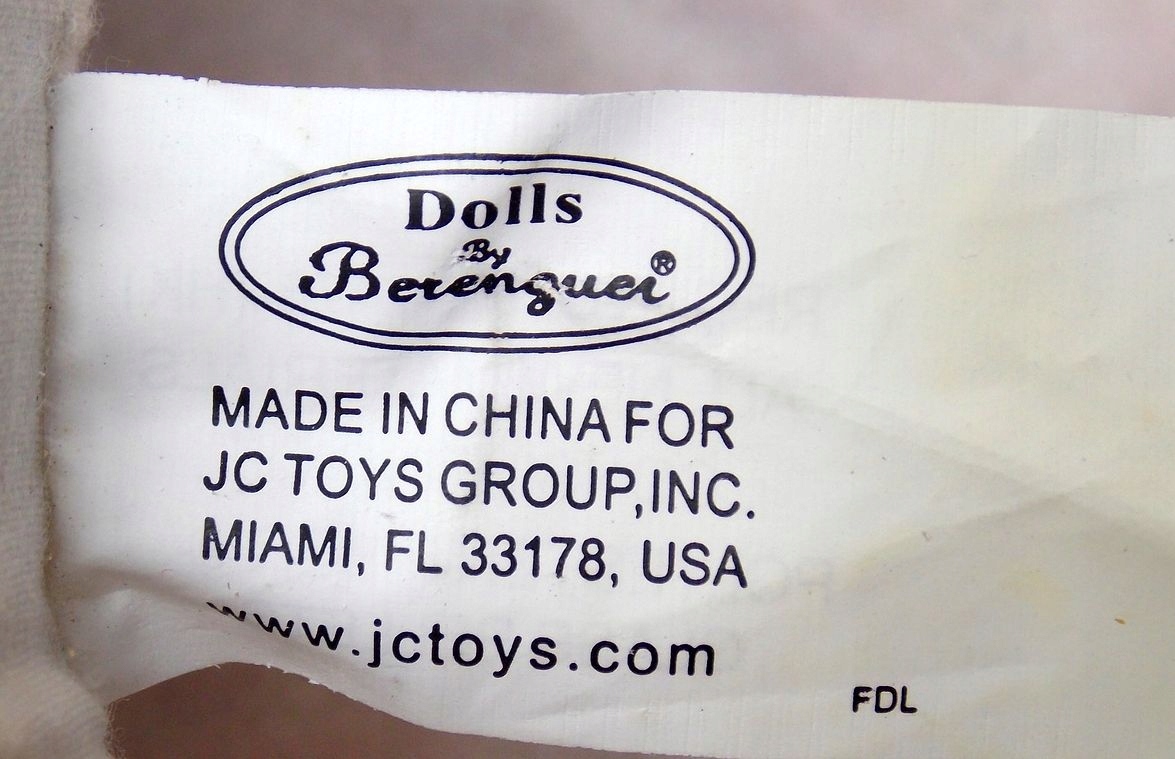 Dolls
By
Berenguer®
MADE IN CHINA FOR
JC TOYS GROUP,INC.
MIAMI, FL 33178, USA
www.jctoys.com
FDL